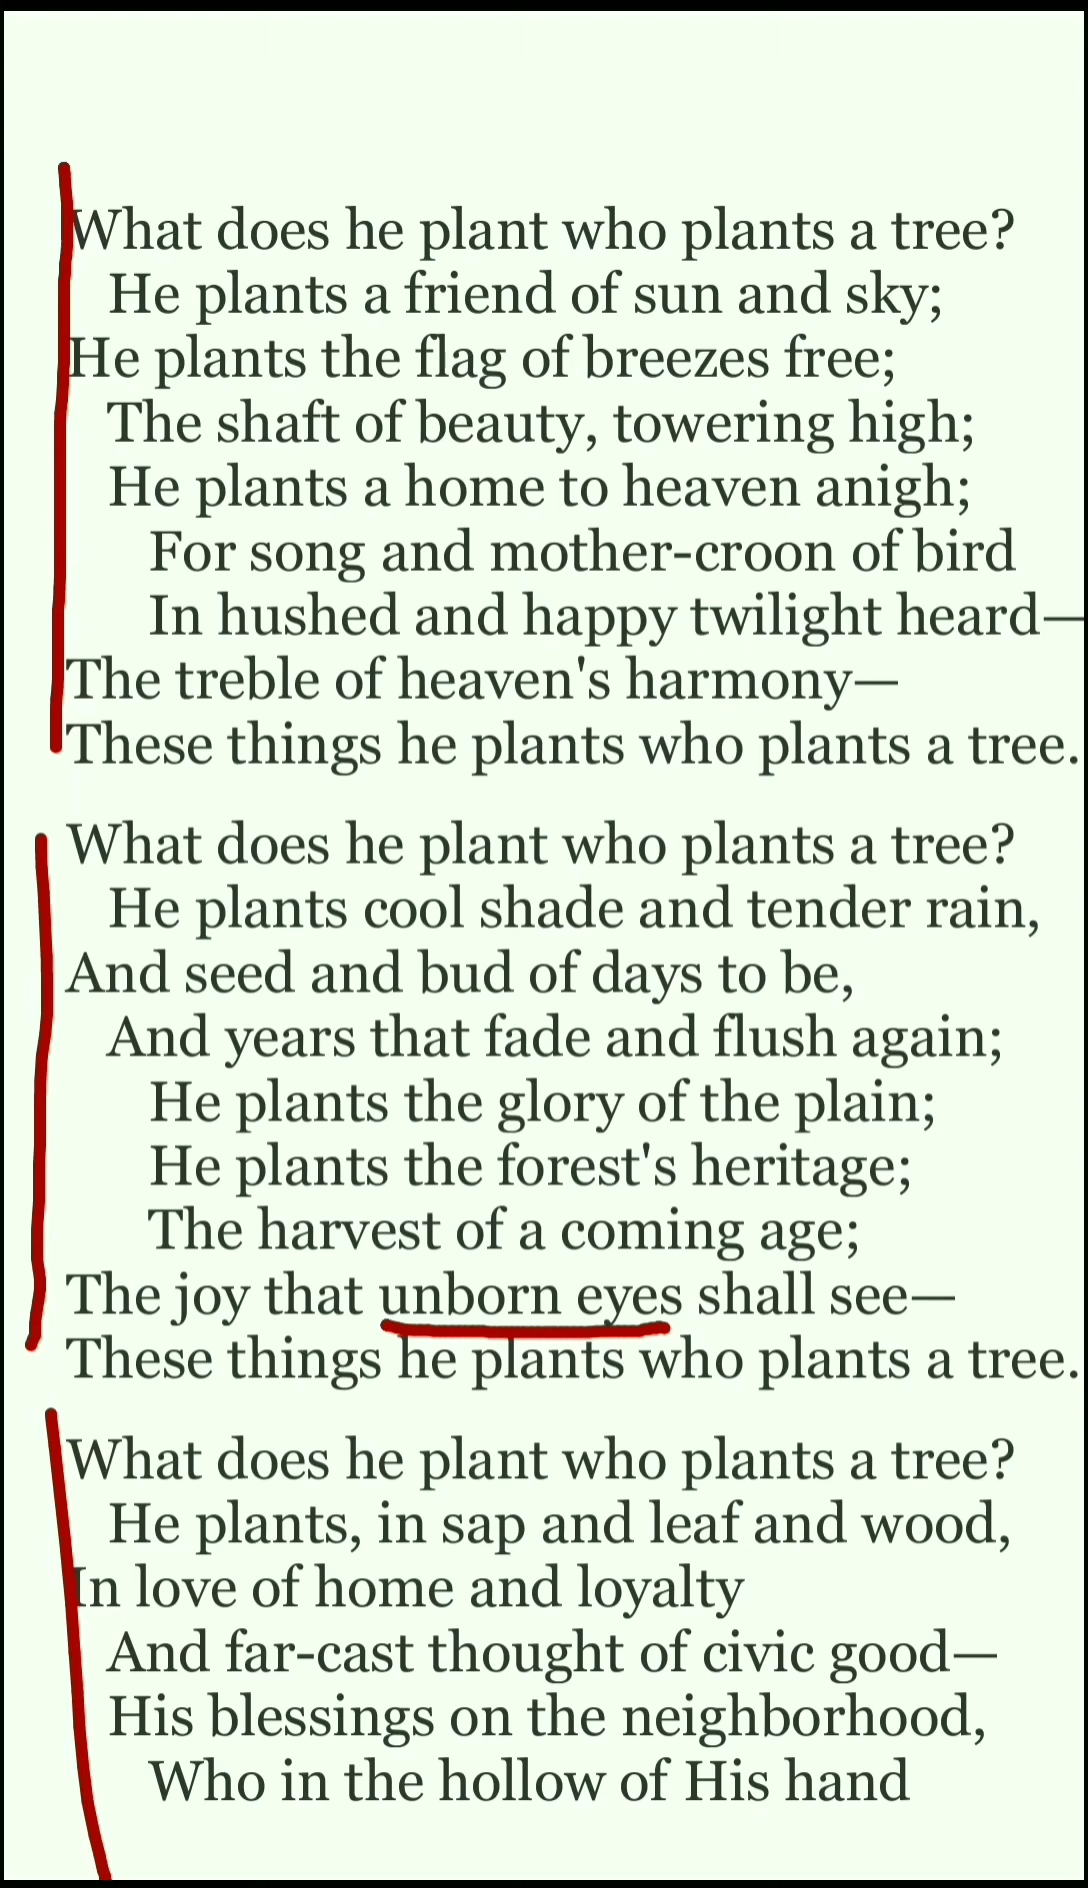 What does he plant who plants a tree?
He plants a friend of sun and sky;
He plants the flag of breezes free;
The shaft of beauty, towering high;
He plants a home to heaven anigh;
For song and mother-croon of bird
In hushed and happy twilight heard—
The treble of heaven's harmony—
These things he plants who plants a tree.
What does he plant who plants a tree?
He plants cool shade and tender rain,
And seed and bud of days to be,
And years that fade and flush again;
He plants the glory of the plain;
He plants the forest's heritage;
The harvest of a coming age;
The joy that unborn eyes shall see—
These things he plants who plants a tree.
What does he plant who plants a tree?
He plants, in sap and leaf and wood,
In love of home and loyalty
And far-cast thought of civic good—
His blessings on the neighborhood,
Who in the hollow of His hand